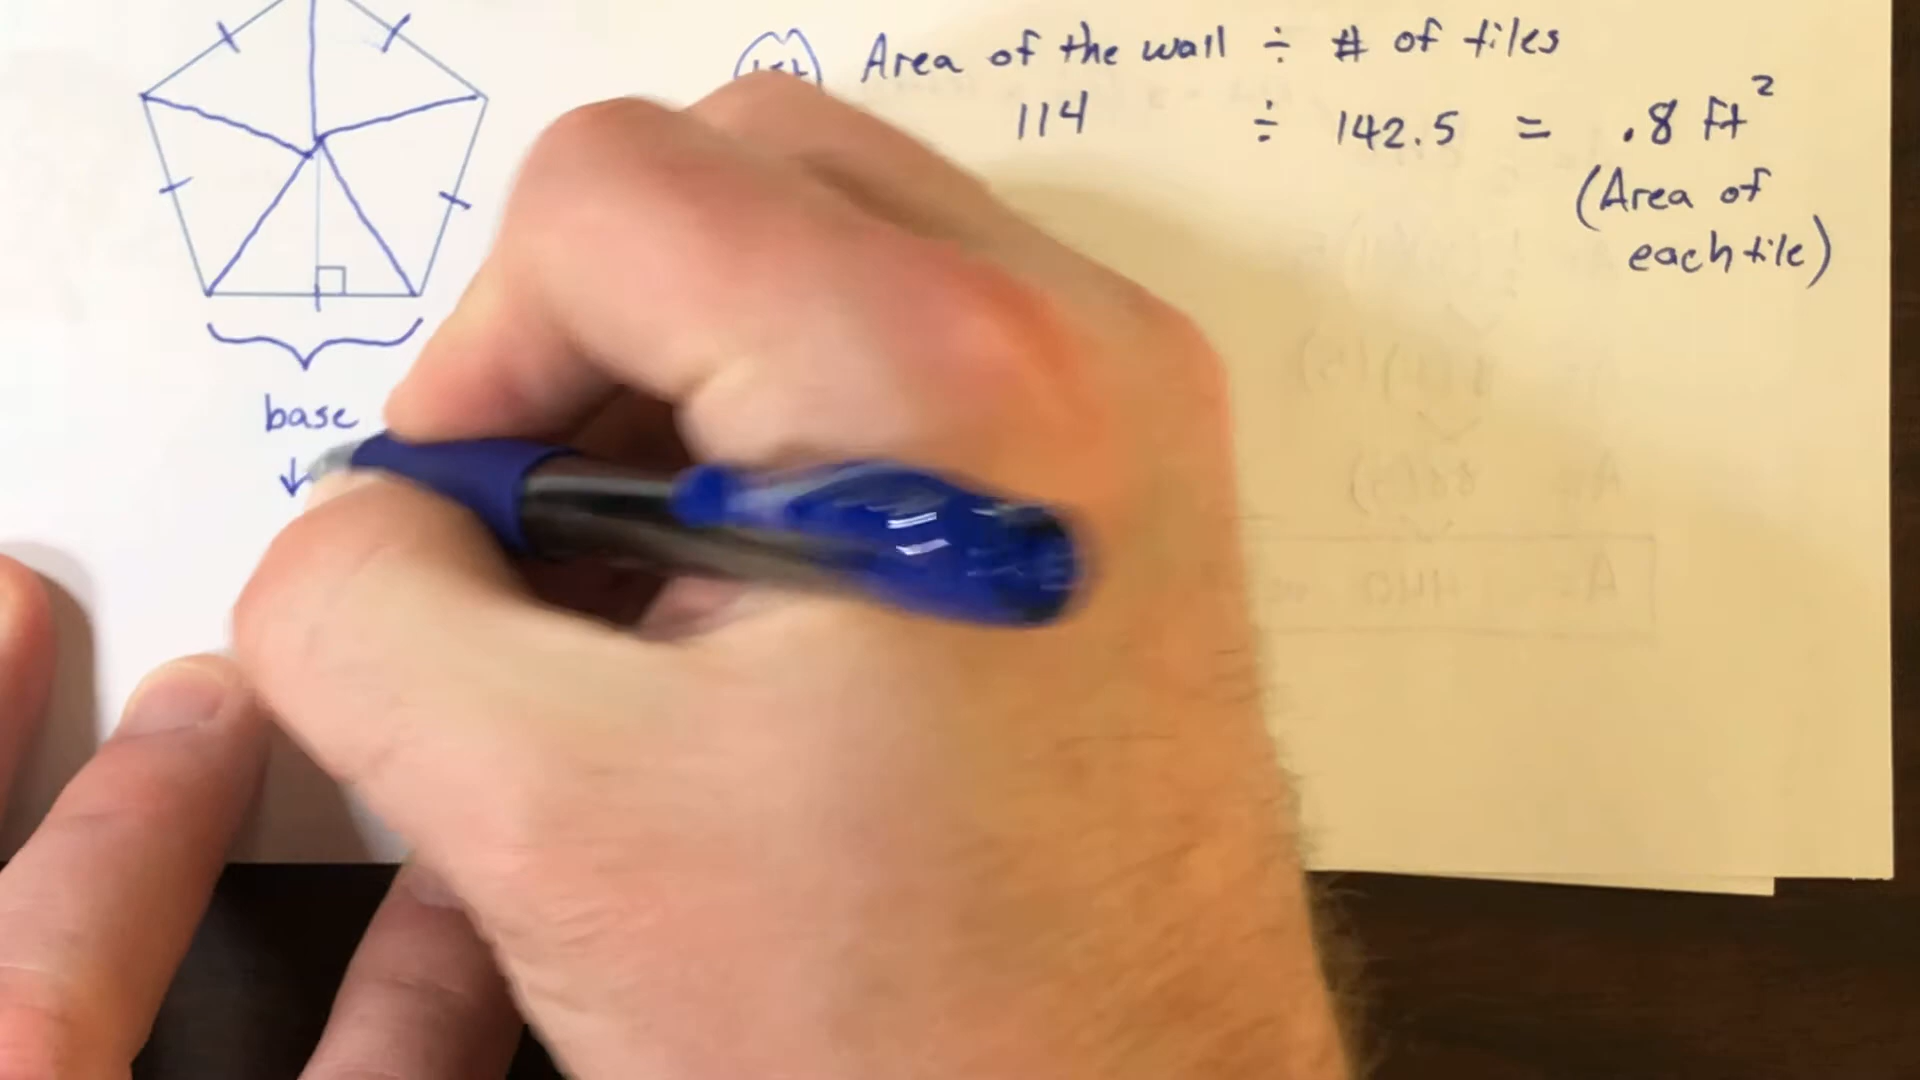 Area of the wall ÷ # of tiles
114 ÷ 142.5 = .8 ft²
(Area of
each tile)
base